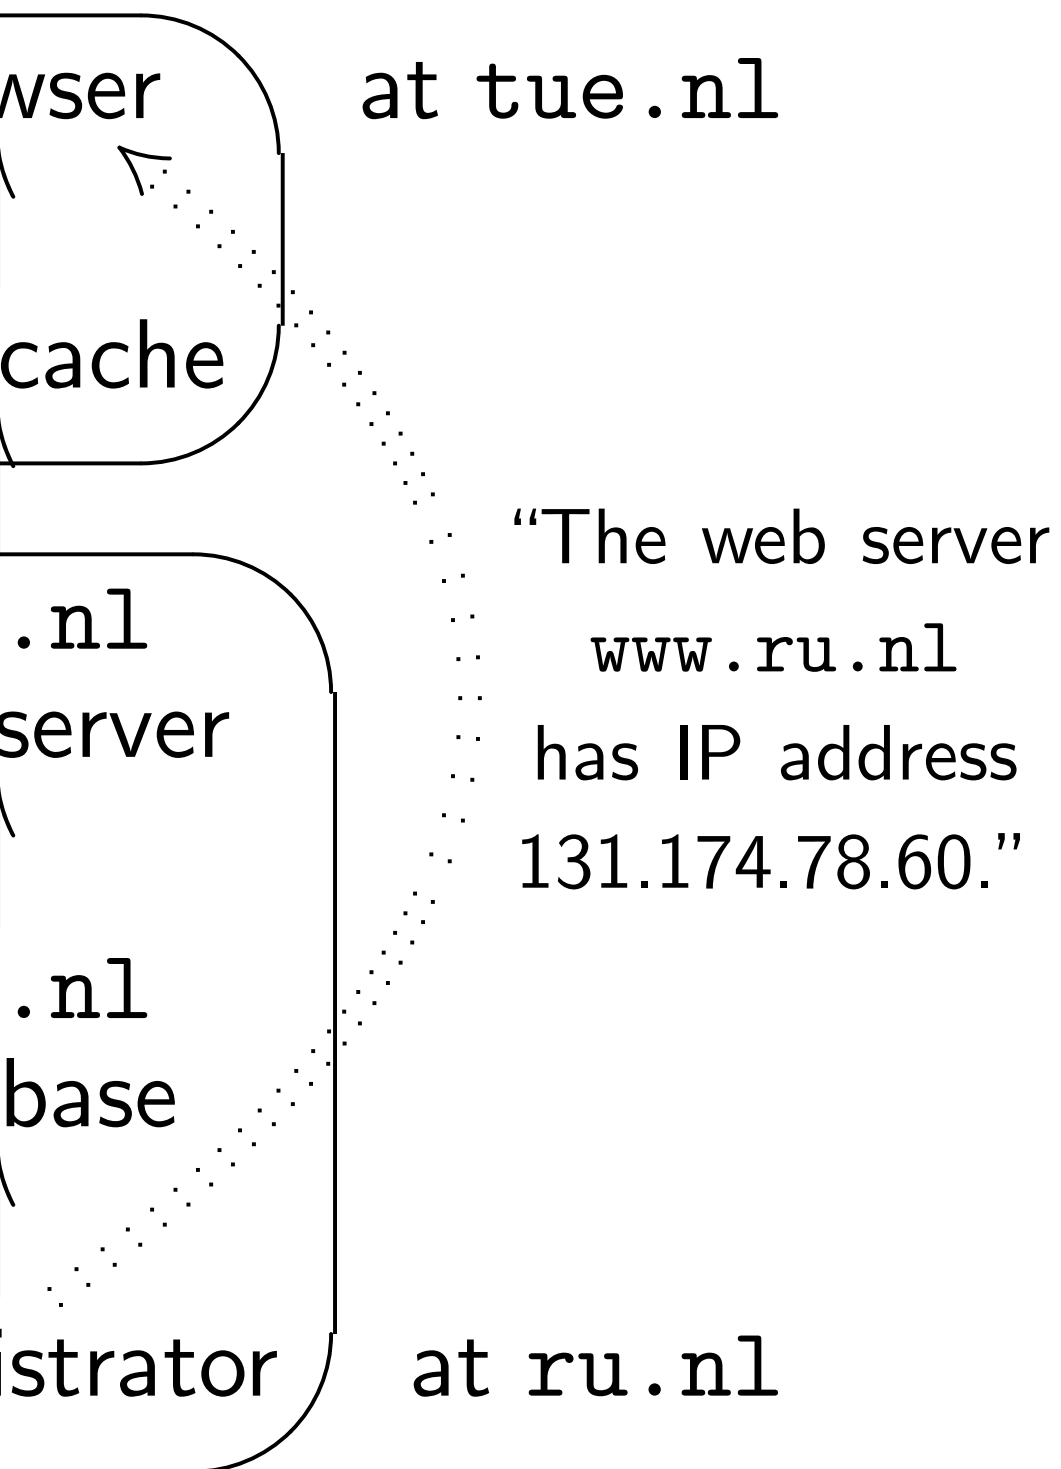 wser at tue.nl
cache
“The web server
www.ru.nl
has IP address
131.174.78.60.”
.nl
server
.nl
base
istrator at ru.nl